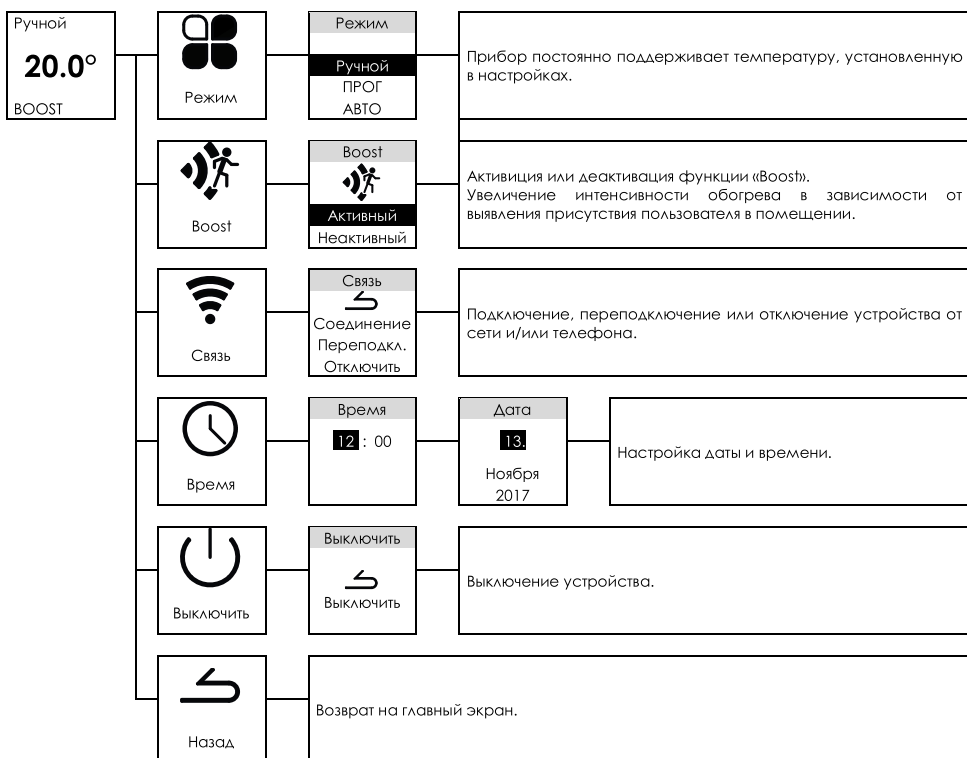 Ручной
20.0°
BOOST
Режим
Режим
Ручной
ПРОГ
АВТО
Прибор постоянно поддерживает температуру, установленную
в настройках.
Boost
Boost
Активный
Неактивный
Активиция или деактивация функции «Boost».
Увеличение интенсивности обогрева в зависимости от
выявления присутствия пользователя в помещении.
Связь
Связь
Соединение
Переподкл.
Отключить
Подключение, переподключение или отключение устройства от
сети и/или телефона.
Время
Время
12 : 00
Дата
13.
Ноября
2017
Настройка даты и времени.
Выключить
Выключить
Выключить
Выключение устройства.
Назад
Возврат на главный экран.